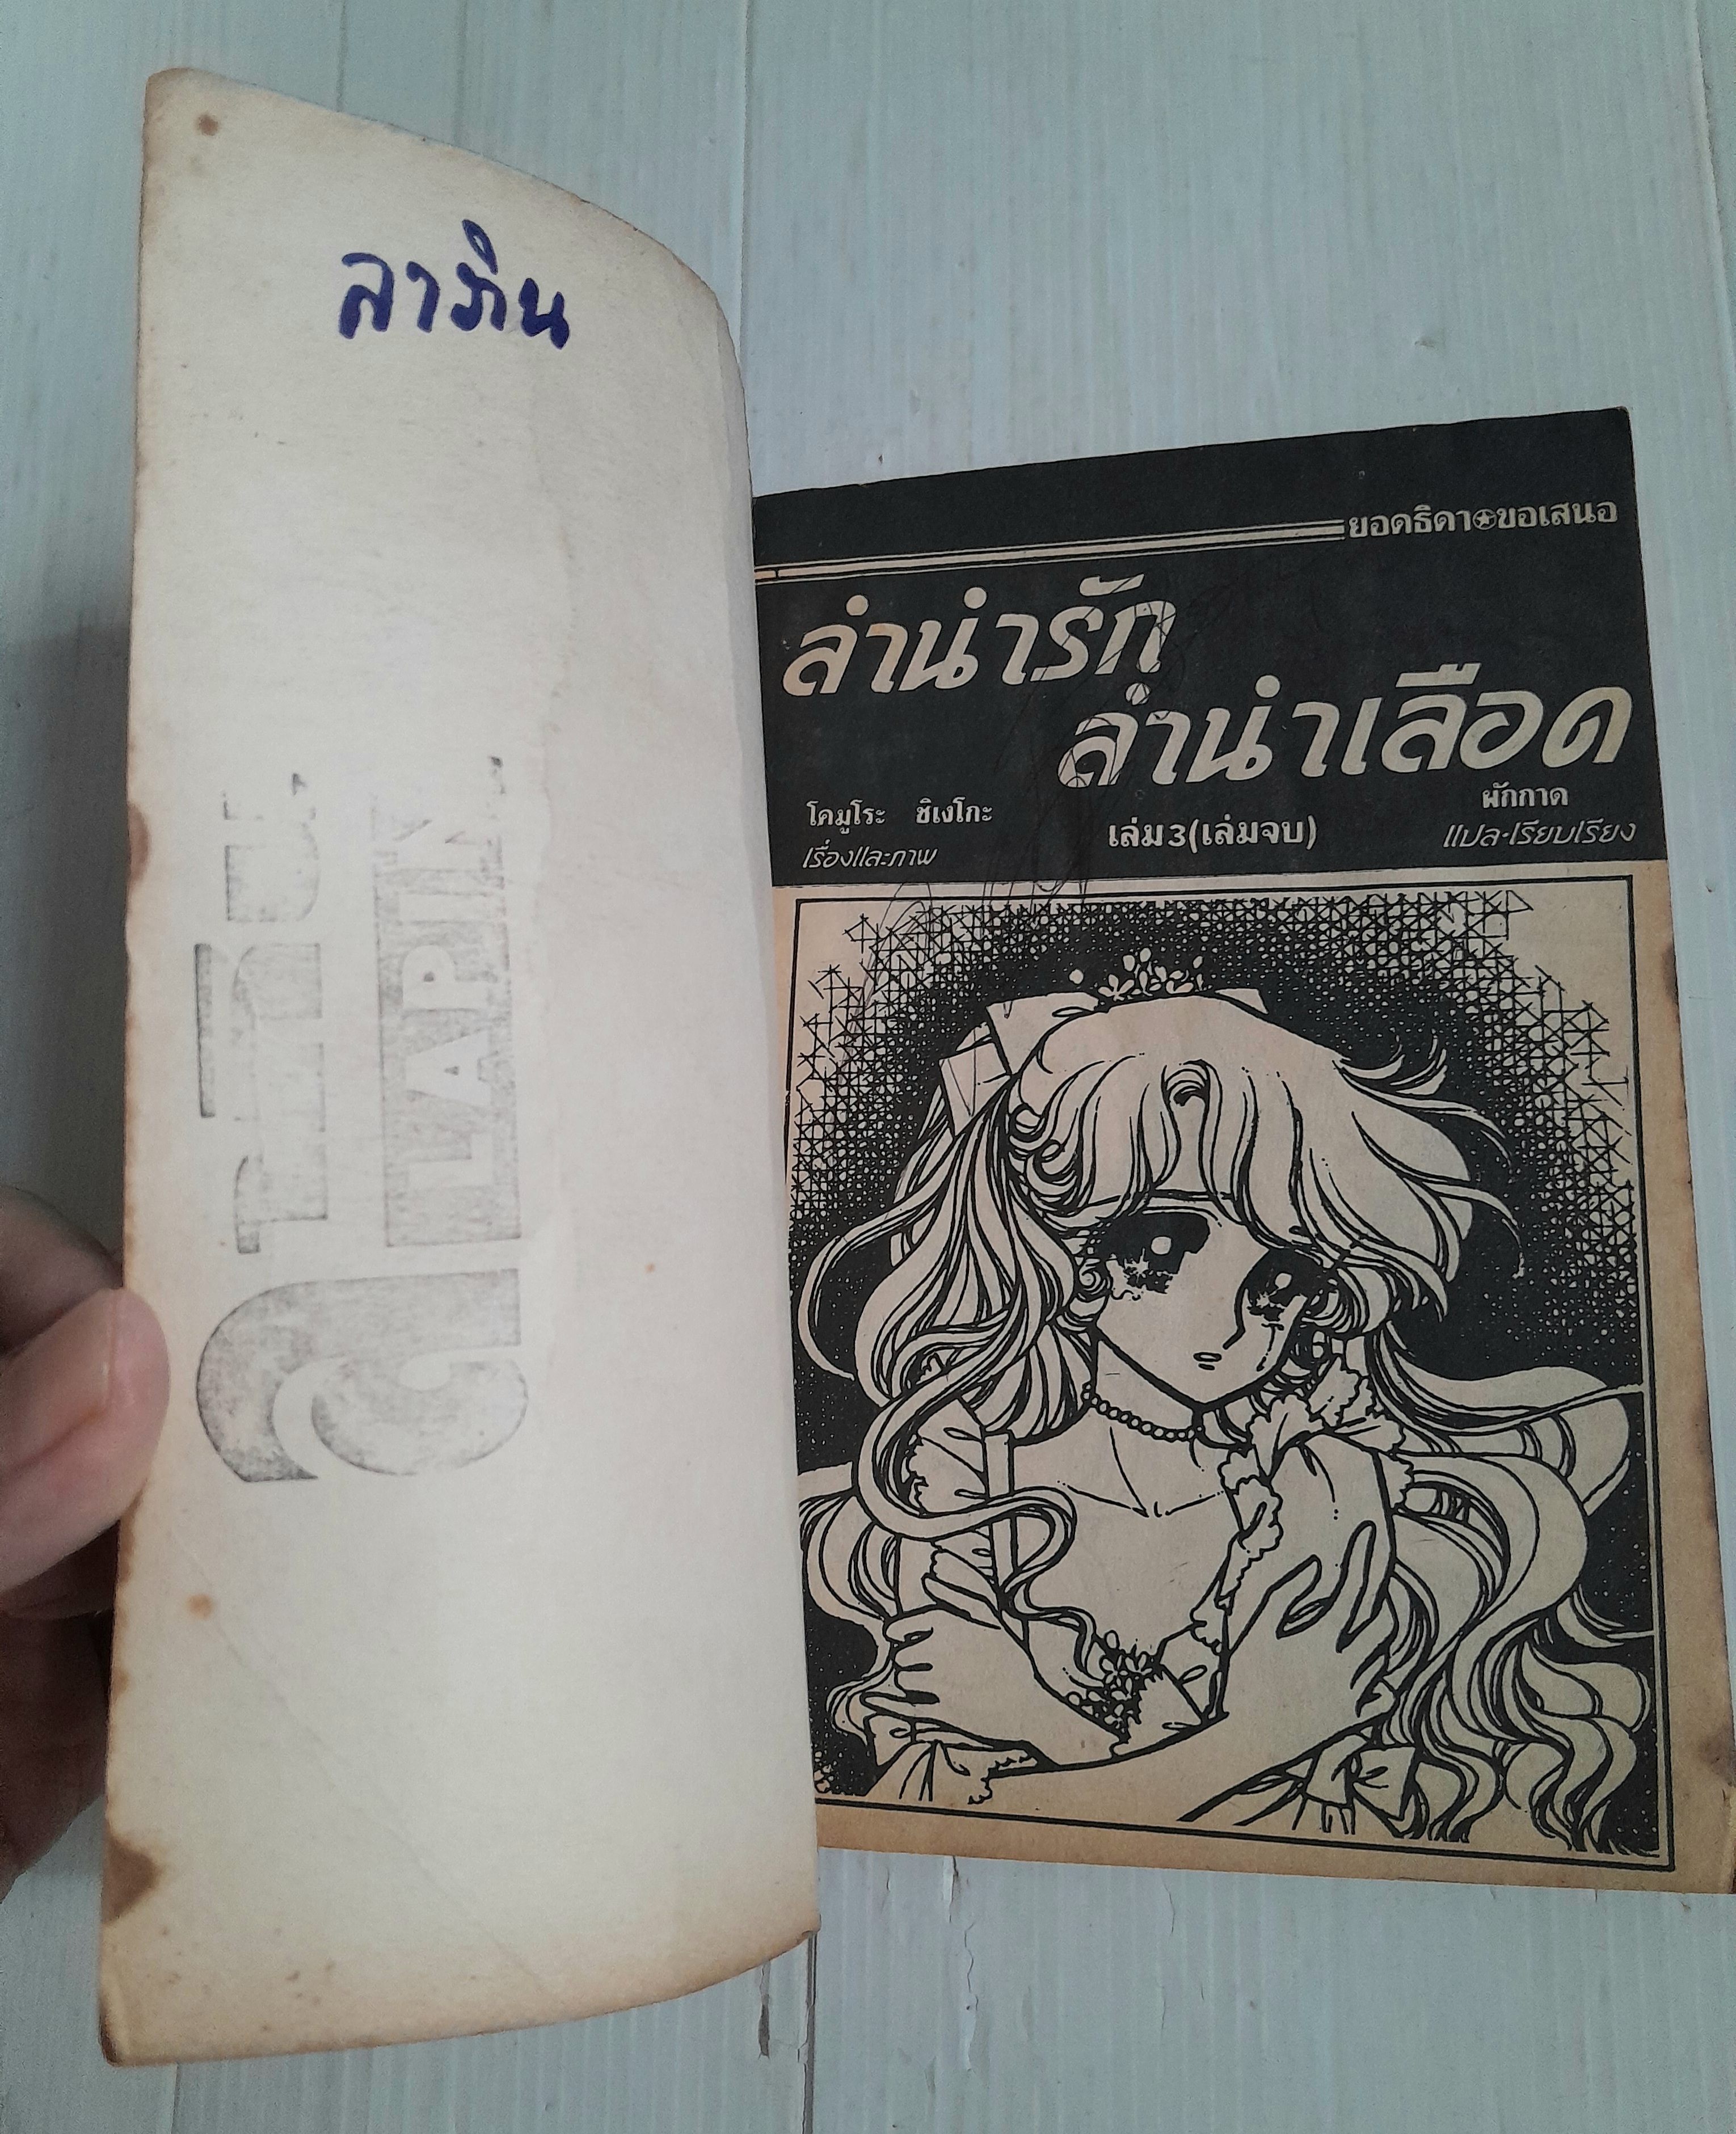 ลาภิน
LAPIN
ยอดธิดา ขอเสนอ
ลำนำรัก
ลำนำเลือด
โคมูโระ ชิเงโกะ
เรื่องและภาพ
เล่ม3(เล่มจบ)
ผักกาด
แปล-เรียบเรียง